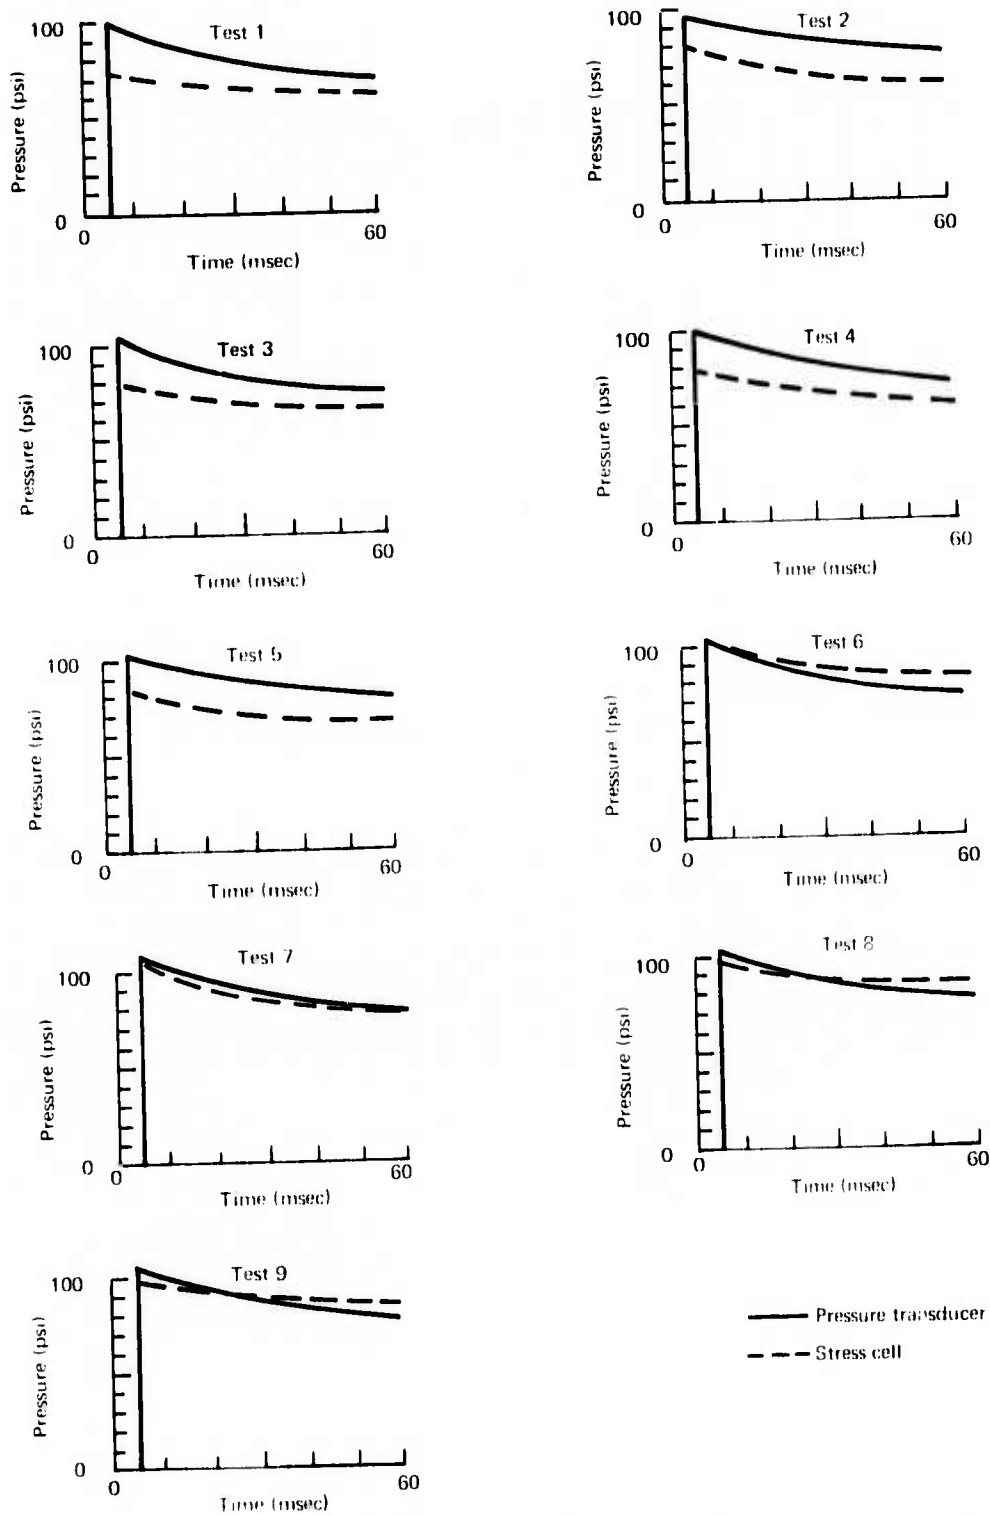 Test 1
100
Pressure (psi)
0
0
60
Time (msec)
Test 2
100
Pressure (psi)
0
0
60
Time (msec)
Test 3
100
Pressure (psi)
0
0
60
Time (msec)
Test 4
100
Pressure (psi)
0
0
60
Time (msec)
Test 5
100
Pressure (psi)
0
0
60
Time (msec)
Test 6
100
Pressure (psi)
0
0
60
Time (msec)
Test 7
100
Pressure (psi)
0
0
60
Time (msec)
Test 8
100
Pressure (psi)
0
0
60
Time (msec)
Test 9
100
Pressure (psi)
0
0
60
Time (msec)
Pressure transducer
Stress cell